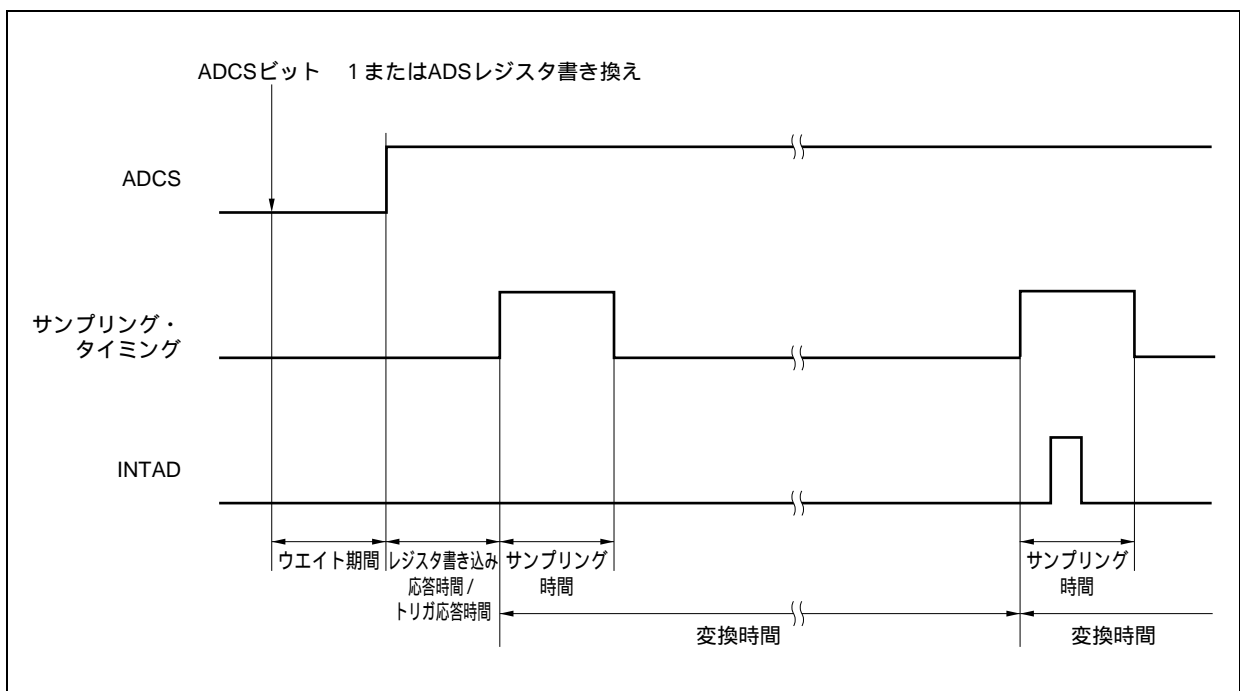 ADCSビット　1またはADSレジスタ書き換え
ADCS
サンプリング・
タイミング
INTAD
ウエイト期間
レジスタ書き込み
応答時間 /
トリガ応答時間
サンプリング
時間
サンプリング
時間
変換時間
変換時間